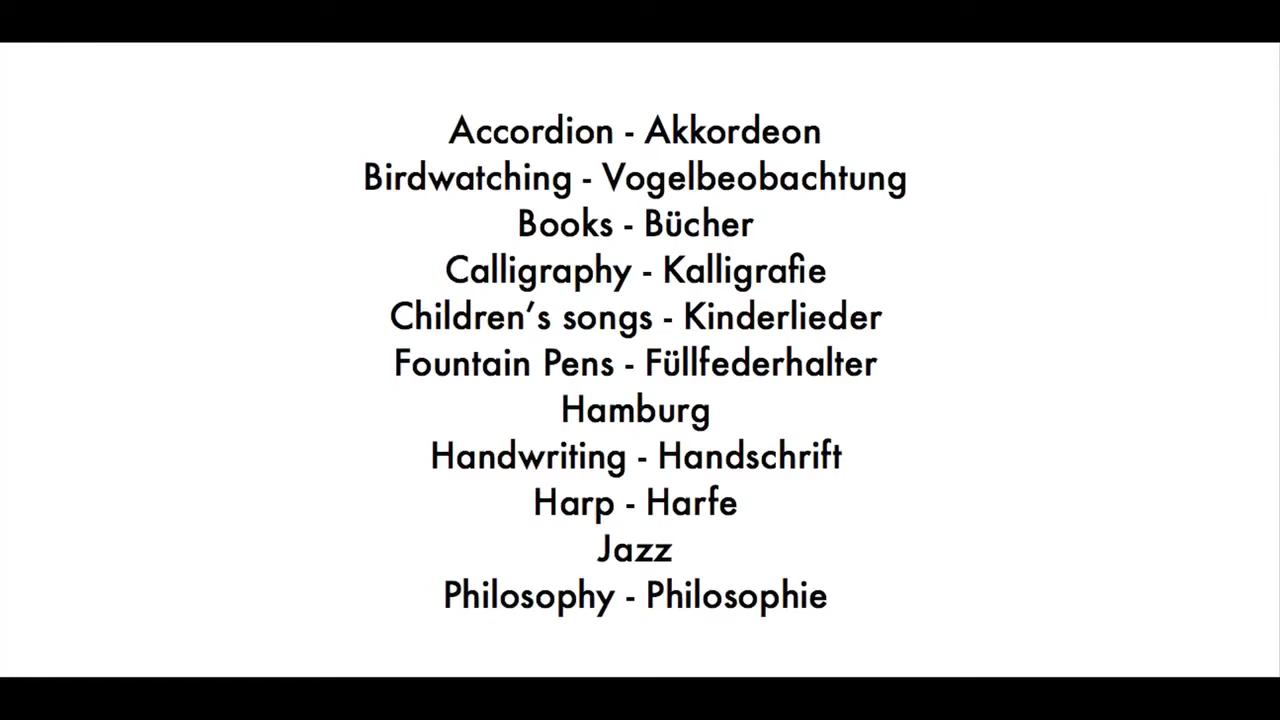 Accordion - Akkordeon
Birdwatching - Vogelbeobachtung
Books - Bücher
Calligraphy - Kalligrafie
Children’s songs - Kinderlieder
Fountain Pens - Füllfederhalter
Hamburg
Handwriting - Handschrift
Harp - Harfe
Jazz
Philosophy - Philosophie